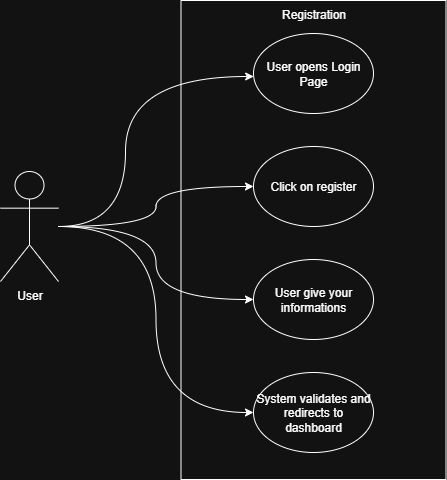 Registration
User opens Login
Page
Click on register
User
User give your
informations
System validates and
redirects to
dashboard